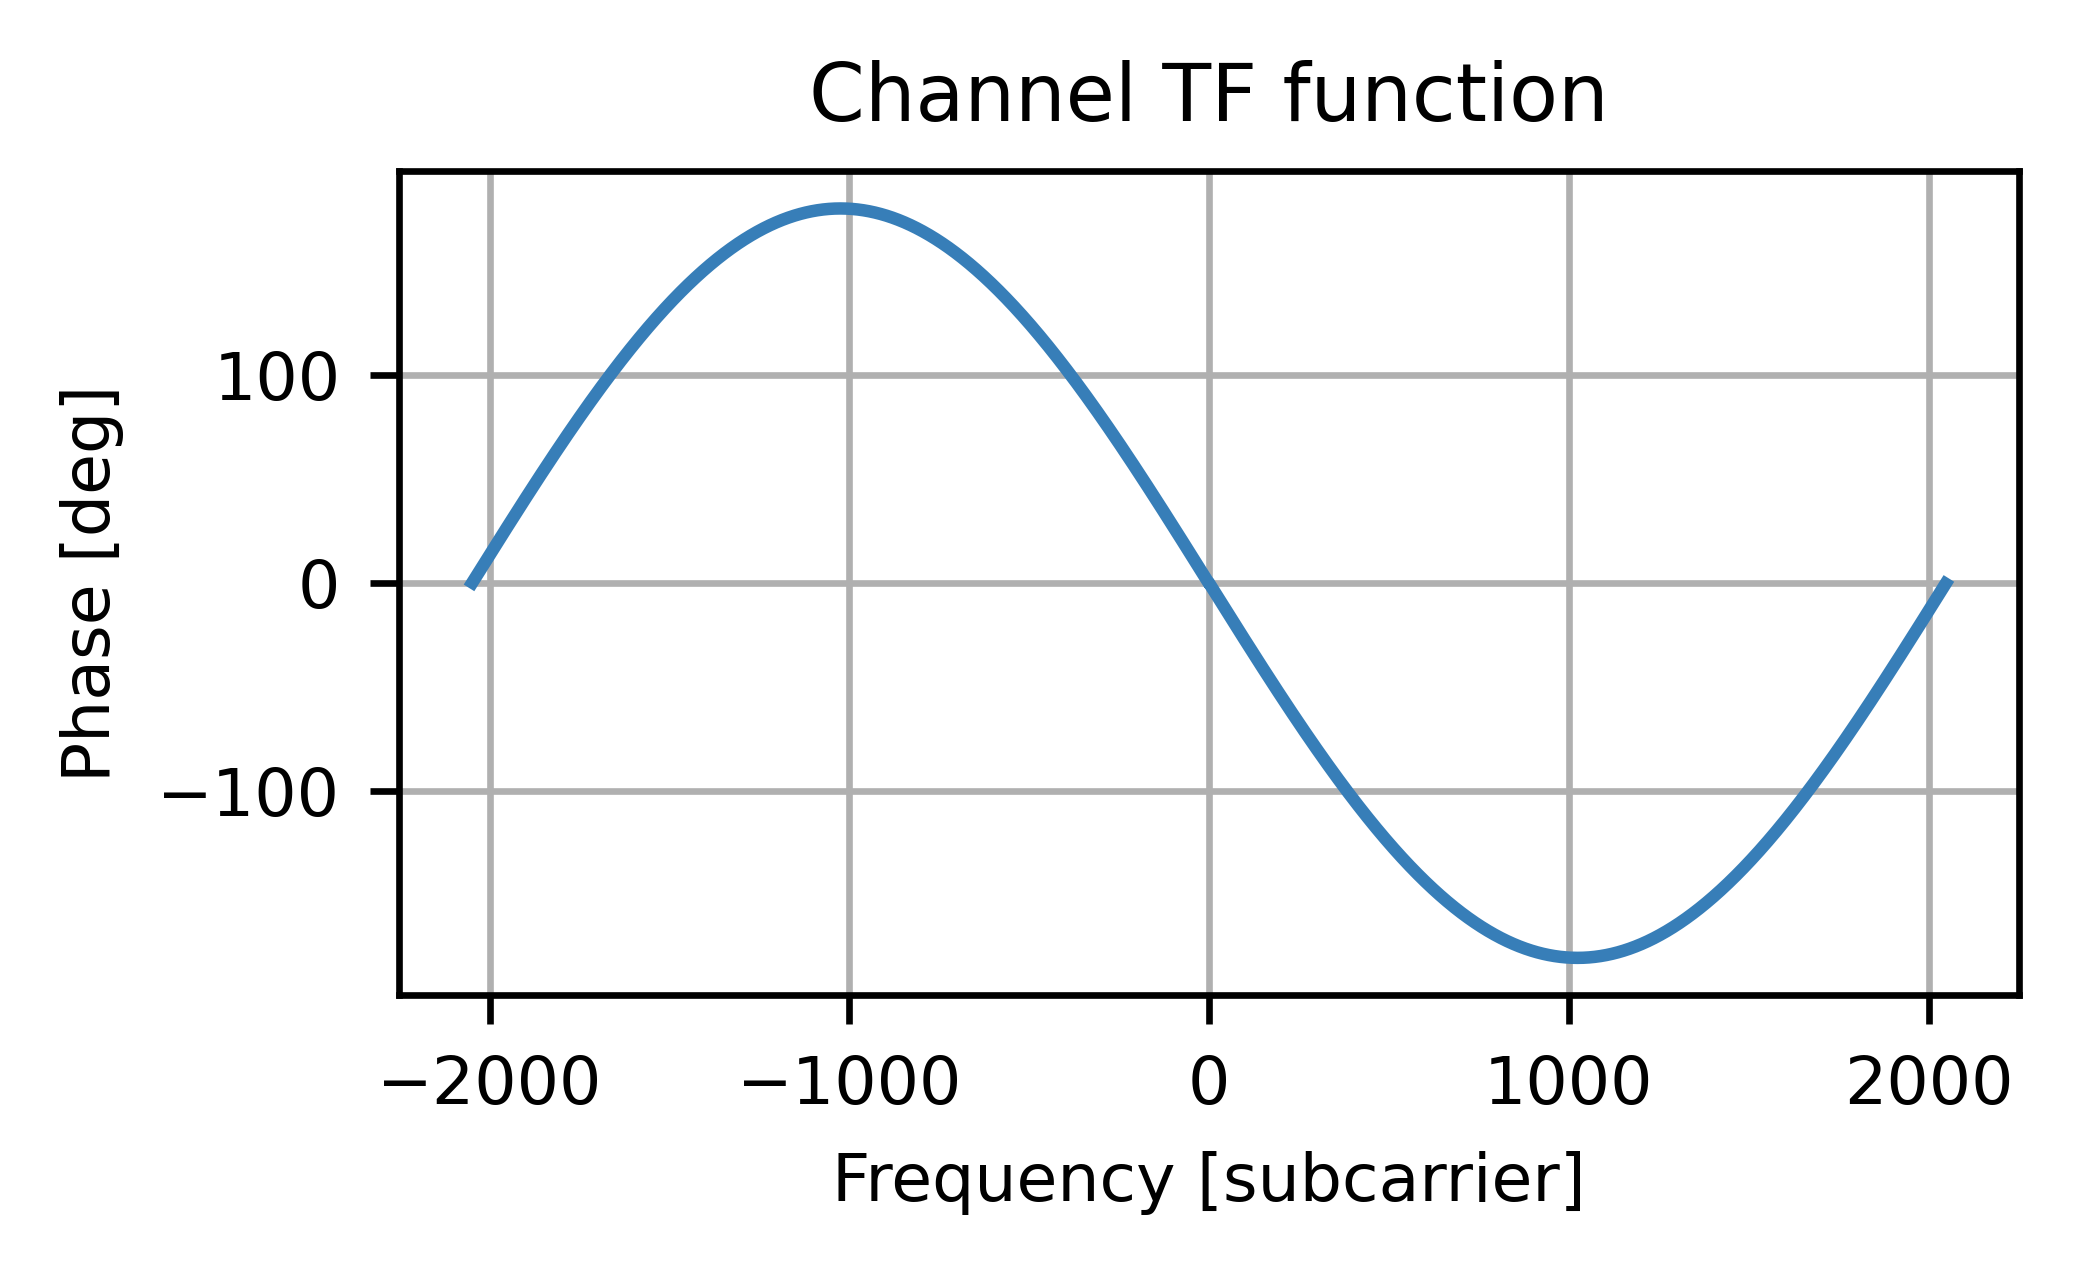 Channel TF function
Phase [deg]
100
0
−100
−2000 −1000 0 1000 2000
Frequency [subcarrier]